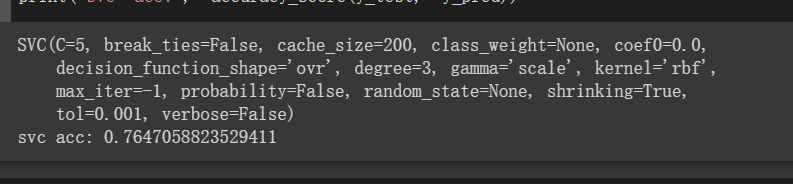 print("svc acc:", accuracy_score(y_test, y_pred))
SVC(C=5, break_ties=False, cache_size=200, class_weight=None, coef0=0.0,
    decision_function_shape='ovr', degree=3, gamma='scale', kernel='rbf',
    max_iter=-1, probability=False, random_state=None, shrinking=True,
    tol=0.001, verbose=False)
svc acc: 0.7647058823529411